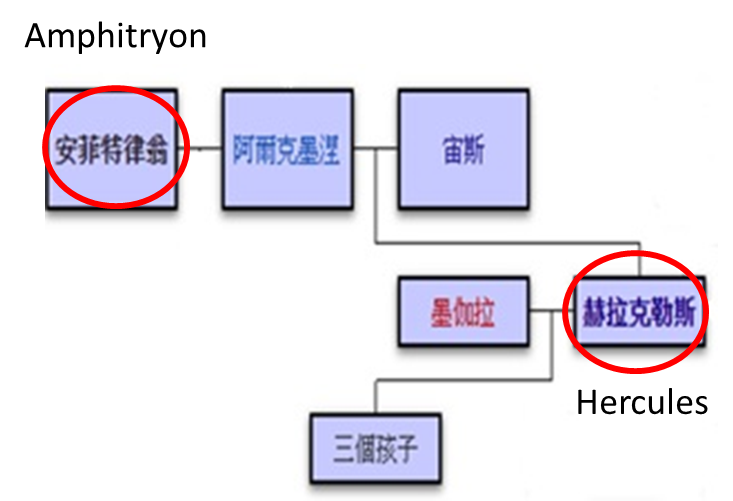 Amphitryon
安菲特律翁
阿爾克墨涅
宙斯
墨伽拉
赫拉克勒斯
Hercules
三個孩子